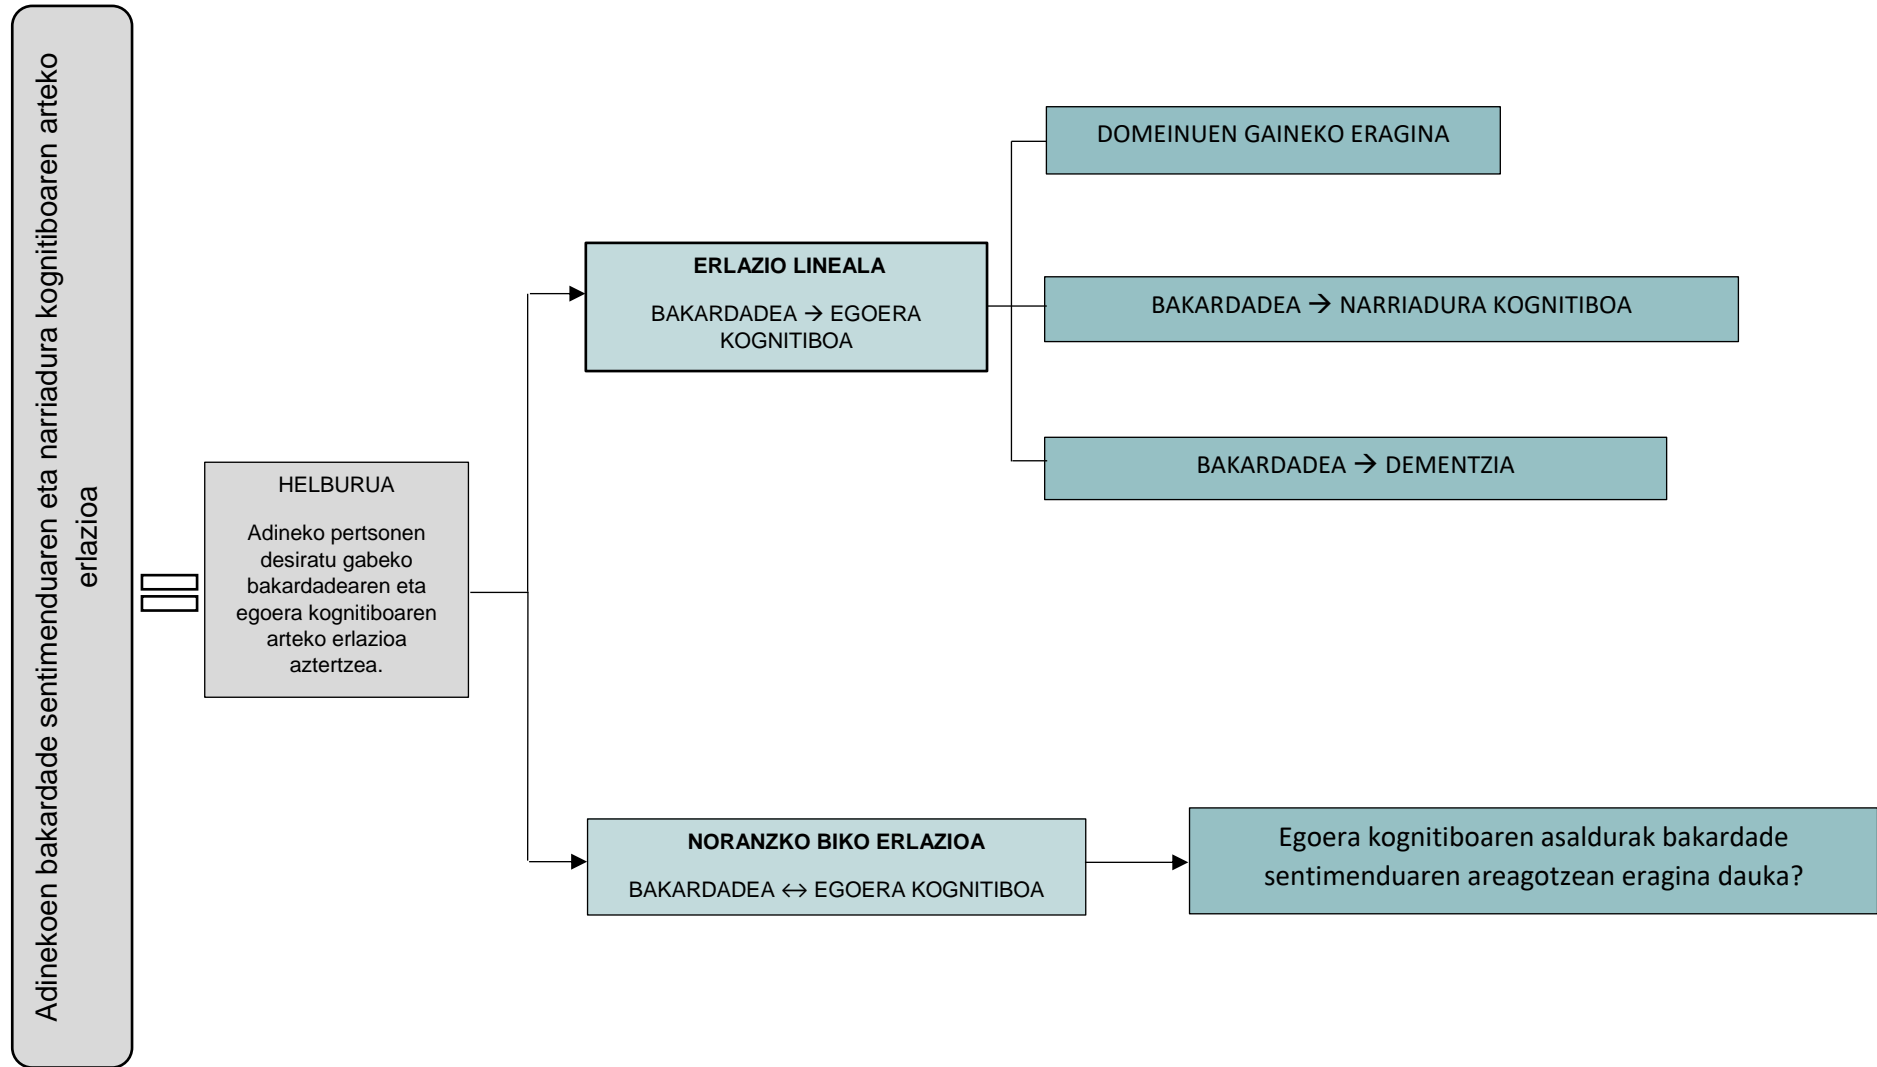 Adinekoen bakardade sentimenduaren eta narriadura kognitiboaren arteko
erlazioa
HELBURUA
Adineko pertsonen
desiratu gabeko
bakardadearen eta
egoera kognitiboaren
arteko erlazioa
aztertzea.
ERLAZIO LINEALA
BAKARDADEA → EGOERA
KOGNITIBOA
DOMEINUEN GAINEKO ERAGINA
BAKARDADEA → NARRIADURA KOGNITIBOA
BAKARDADEA → DEMENTZIA
NORANZKO BIKO ERLAZIOA
BAKARDADEA ↔ EGOERA KOGNITIBOA
Egoera kognitiboaren asaldurak bakardade
sentimenduaren areagotzean eragina dauka?